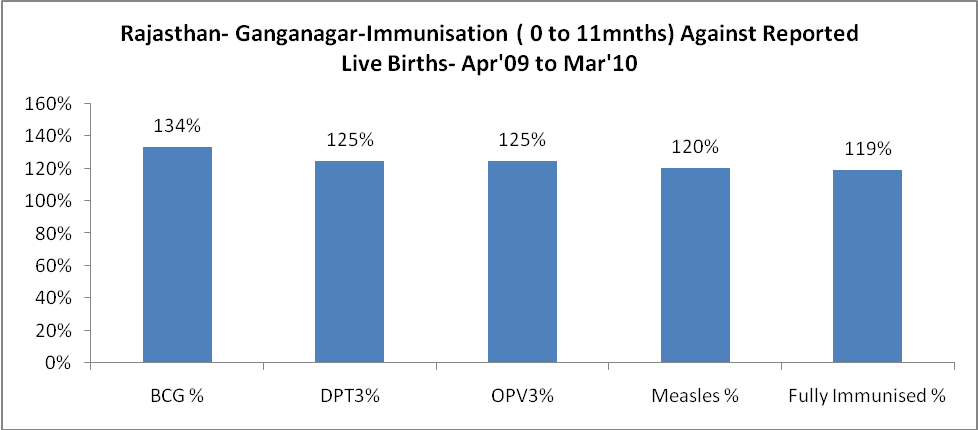 Rajasthan- Ganganagar-Immunisation ( 0 to 11mnths) Against Reported
Live Births- Apr'09 to Mar'10
160%
140%
120%
100%
80%
60%
40%
20%
0%
134%
125%
125%
120%
119%
BCG %
DPT3%
OPV3%
Measles %
Fully Immunised %